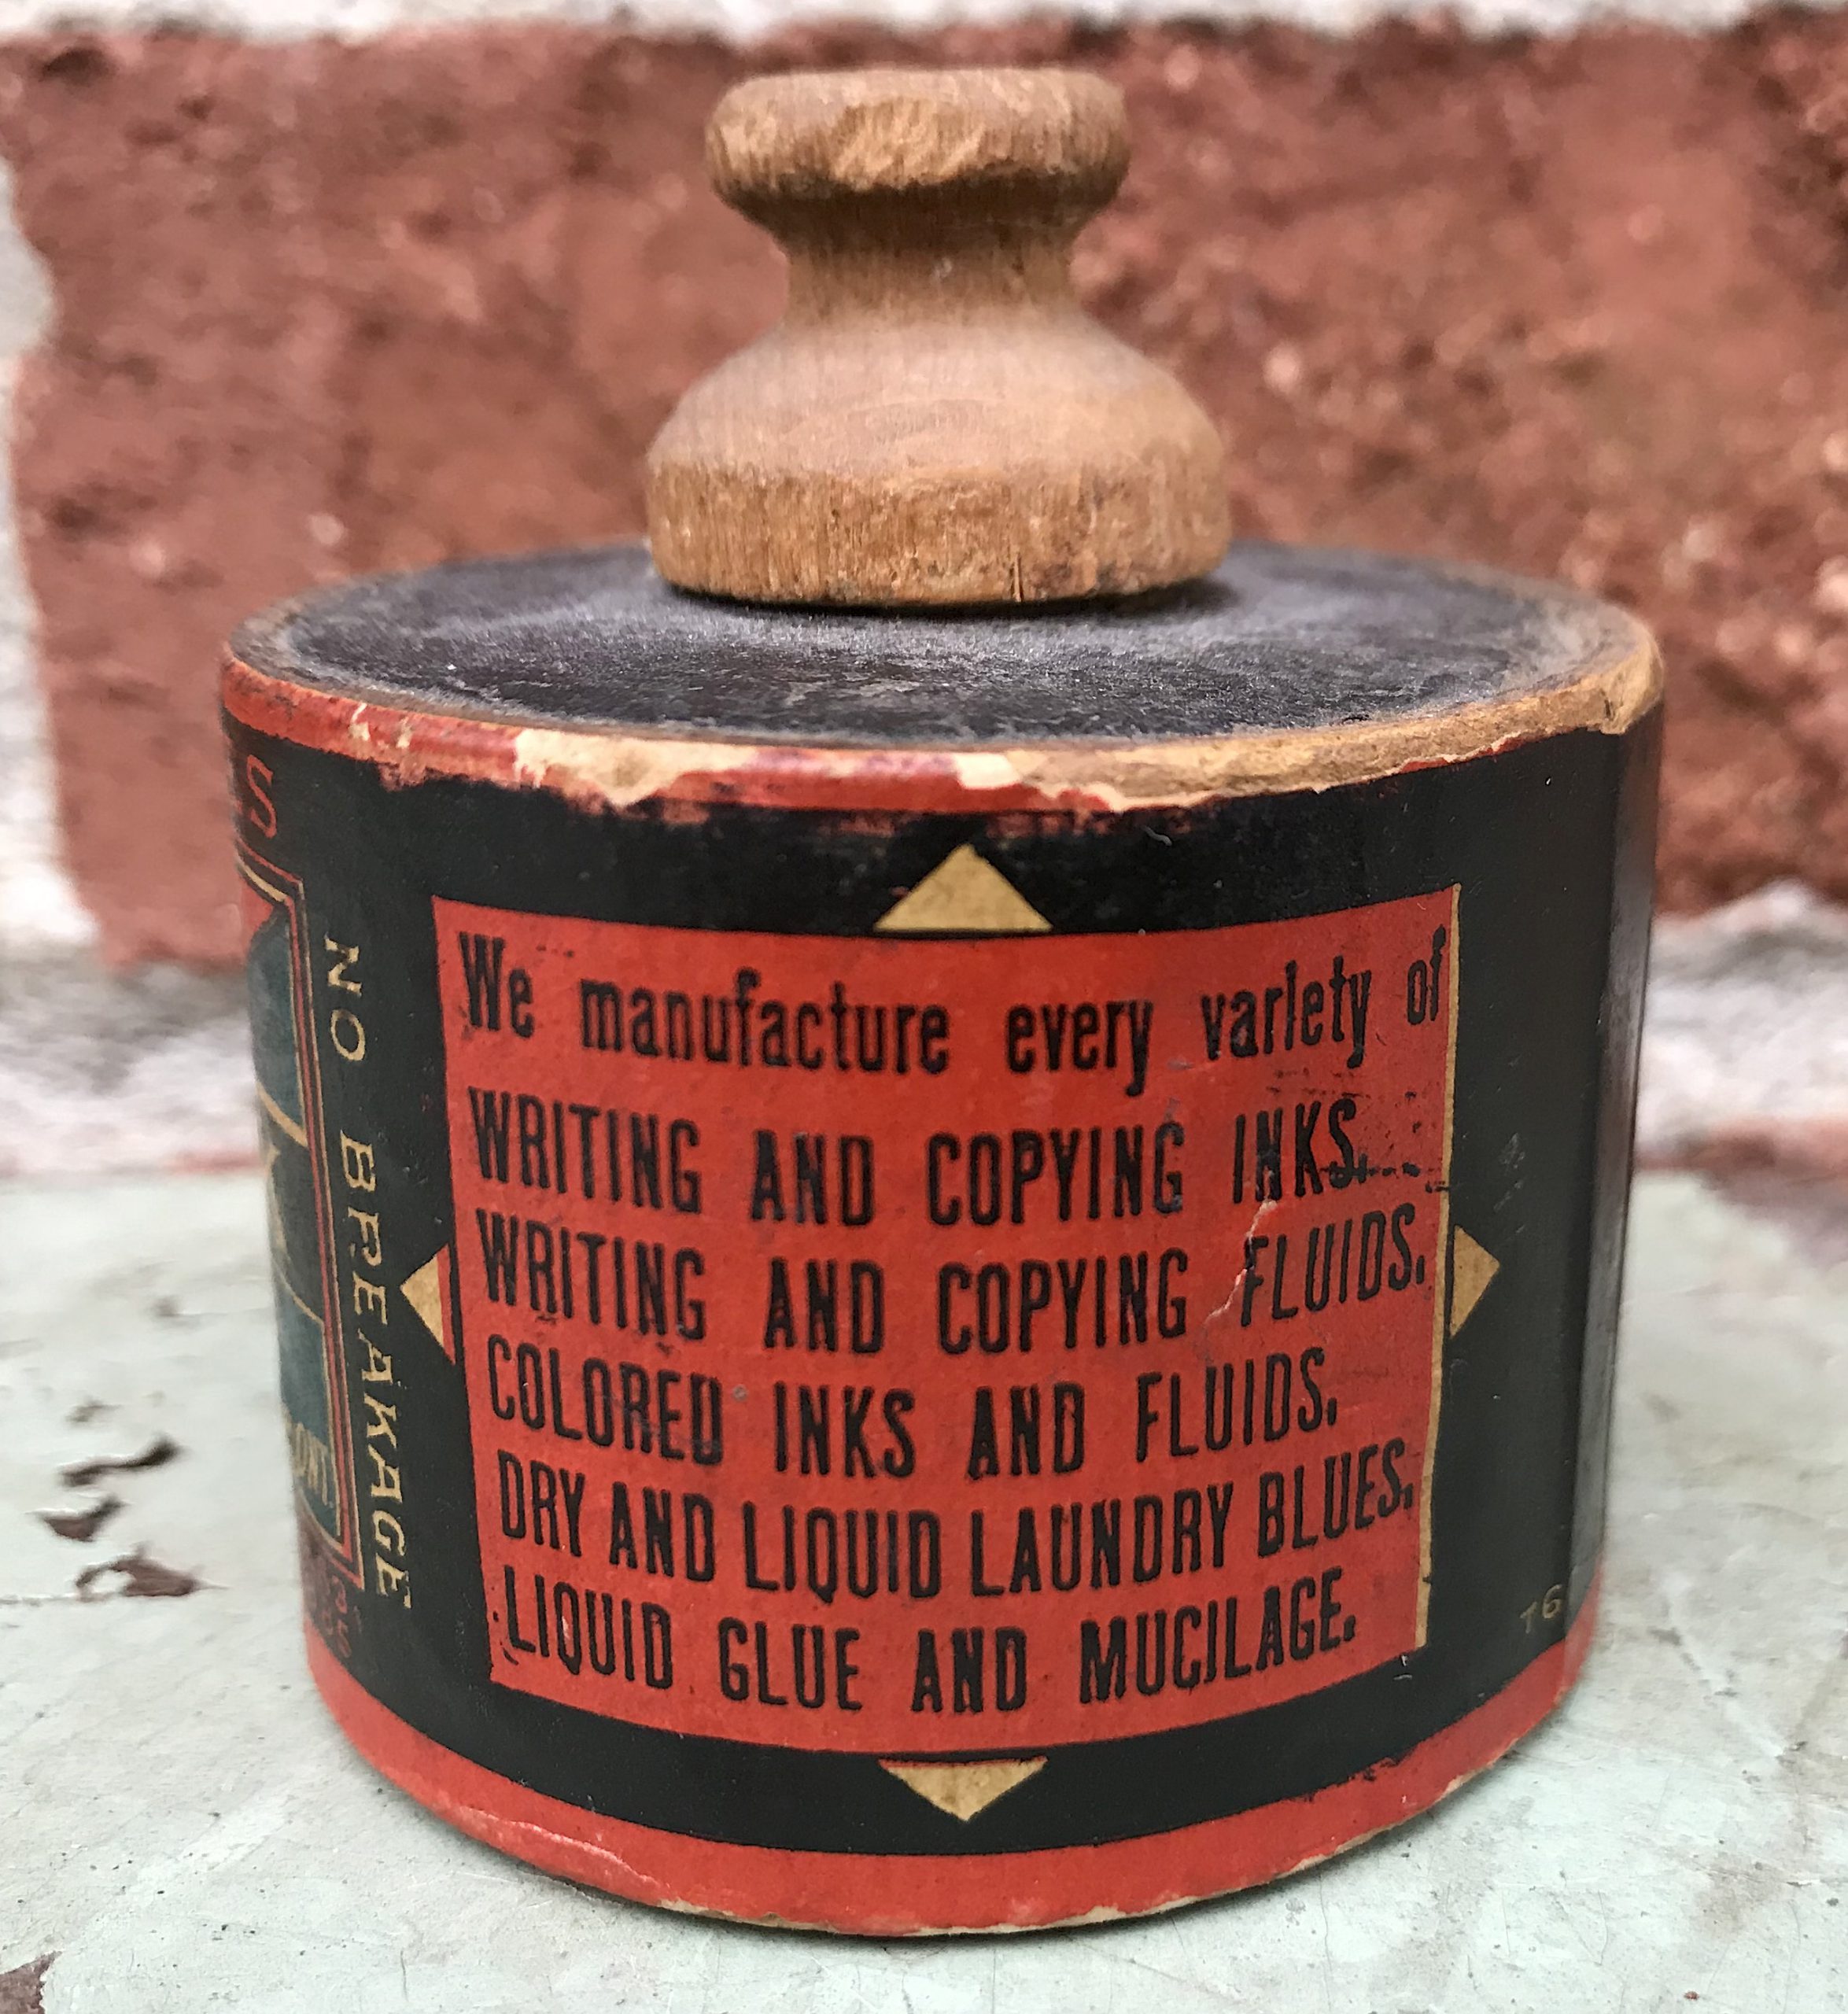 S
NO BREAKAGE
We manufacture every variety of
WRITING AND COPYING INKS.
WRITING AND COPYING FLUIDS.
COLORED INKS AND FLUIDS.
DRY AND LIQUID LAUNDRY BLUES.
LIQUID GLUE AND MUCILAGE.
16